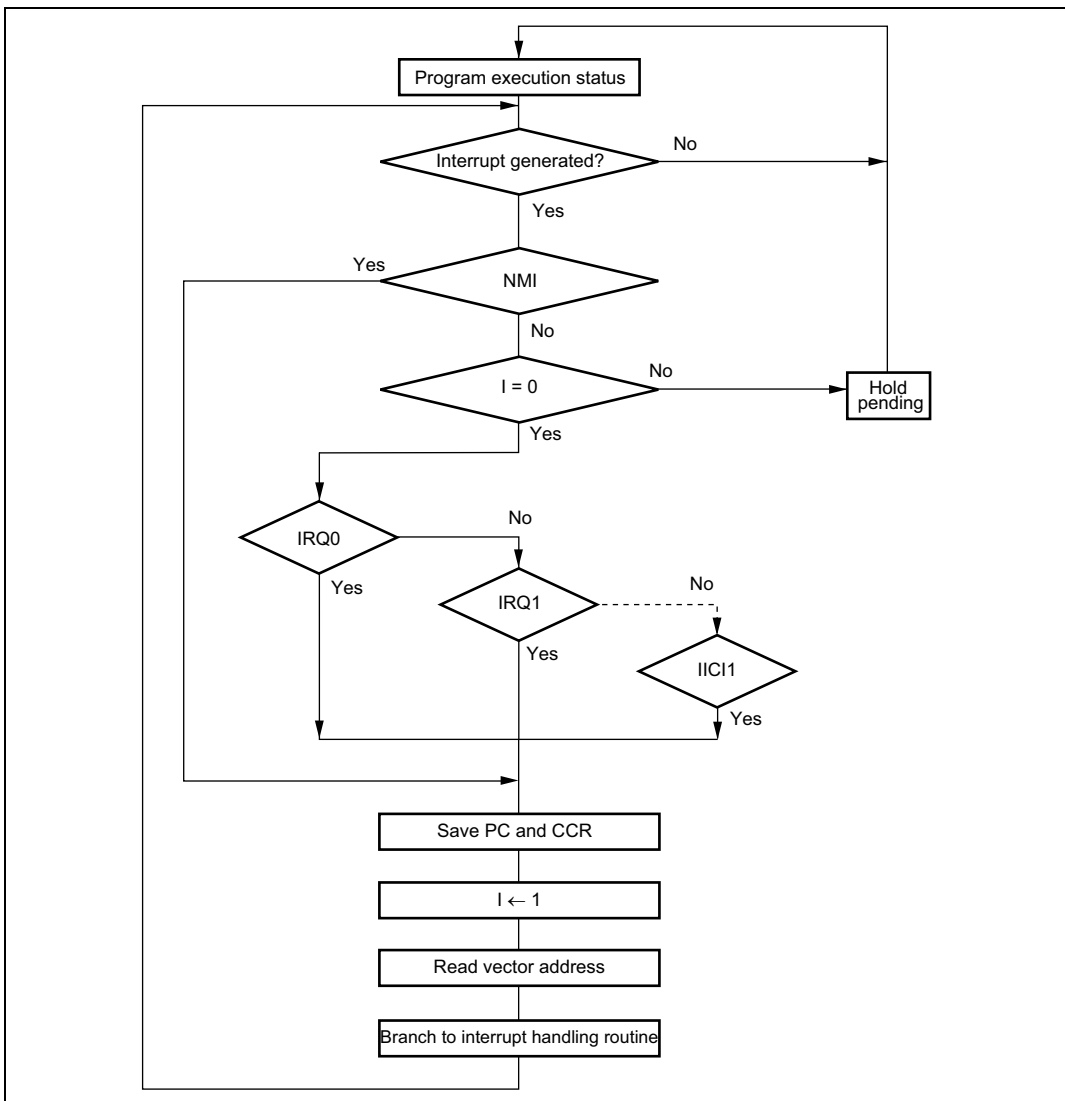 Program execution status
Interrupt generated?
No
Yes
Yes
NMI
No
I = 0
No
Hold
pending
Yes
IRQ0
No
Yes
IRQ1
No
Yes
IICI1
Yes
Save PC and CCR
I ← 1
Read vector address
Branch to interrupt handling routine